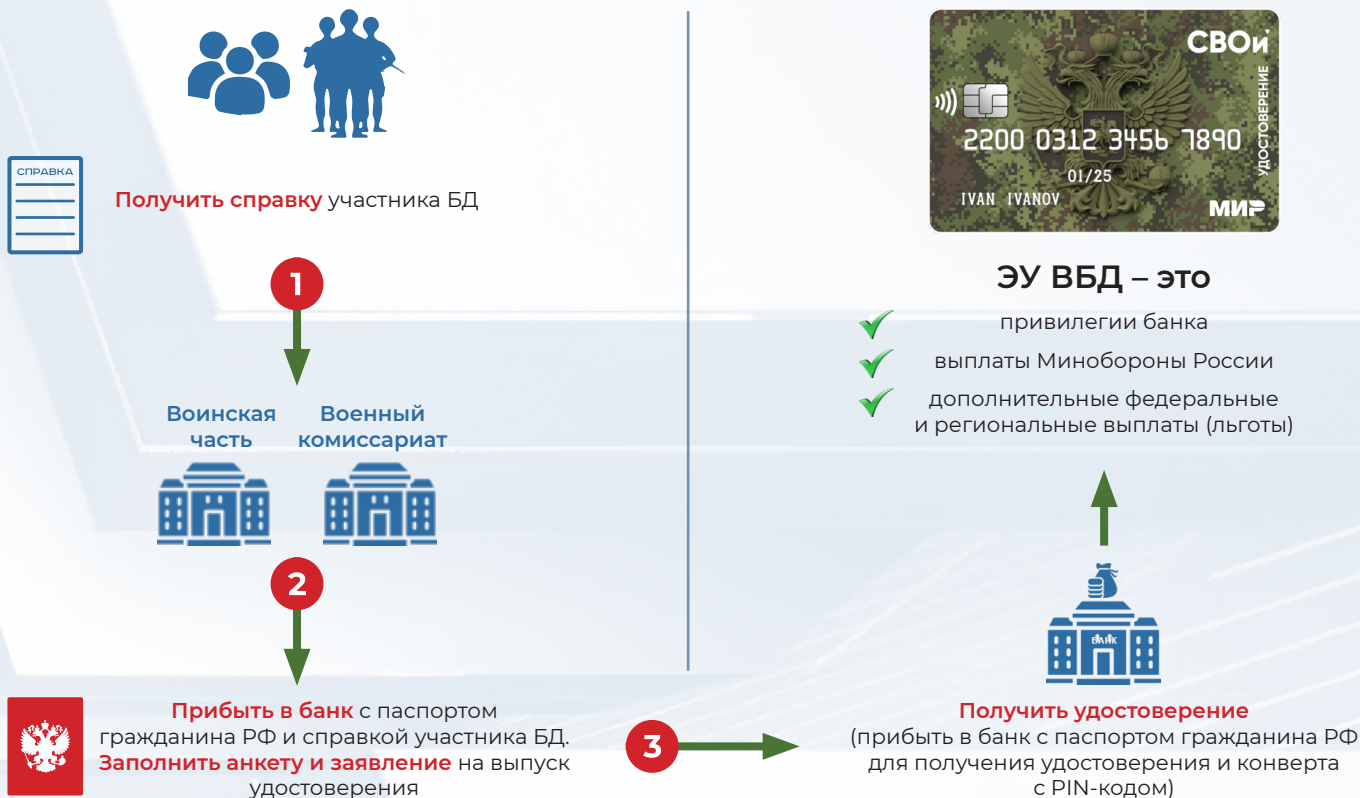 СПРАВКА
Получить справку участника БД
1
Воинская
часть
Военный
комиссариат
2
Прибыть в банк с паспортом
гражданина РФ и справкой участника БД.
Заполнить анкету и заявление на выпуск
удостоверения
3
СВОи
УДОСТОВЕРЕНИЕ
2200 0312 3456 7890
01/25
IVAN IVANOV
МИР
ЭУ ВБД – это
привилегии банка
выплаты Минобороны России
дополнительные федеральные
и региональные выплаты (льготы)
БАНК
Получить удостоверение
(прибыть в банк с паспортом гражданина РФ
для получения удостоверения и конверта
с PIN-кодом)